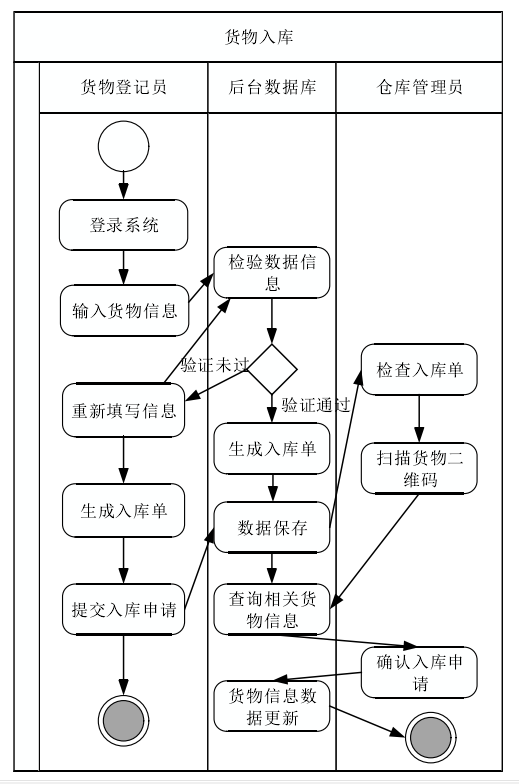 货物入库
货物登记员
后台数据库
仓库管理员
登录系统
输入货物信息
检验数据信
息
验证未过
重新填写信息
验证通过
检查入库单
生成入库单
扫描货物二
维码
生成入库单
数据保存
提交入库申请
查询相关货
物信息
确认入库申
请
货物信息数
据更新